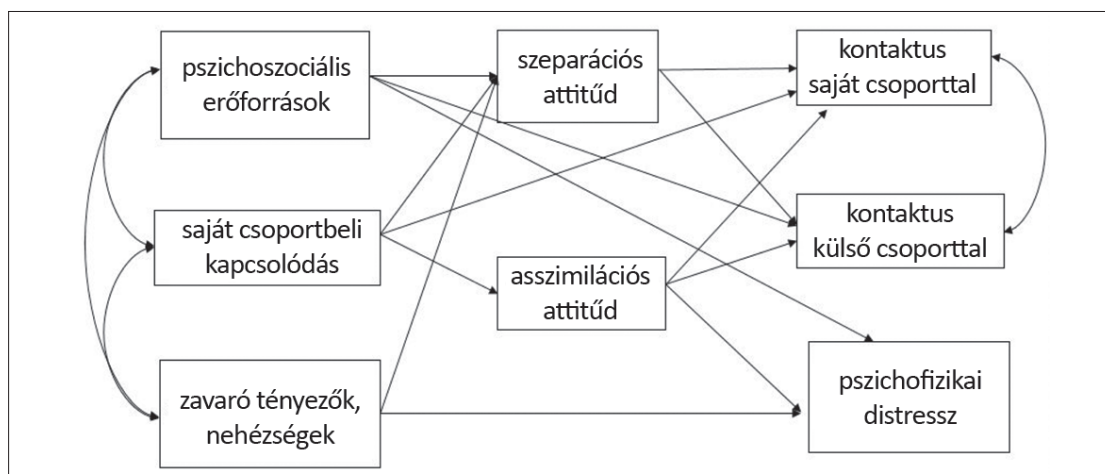 pszichoszociális
erőforrások
szeparációs
attitűd
kontaktus
saját csoporttal
saját csoportbeli
kapcsolódás
kontaktus
külső csoporttal
asszimilációs
attitűd
zavaró tényezők,
nehézségek
pszichofizikai
distressz